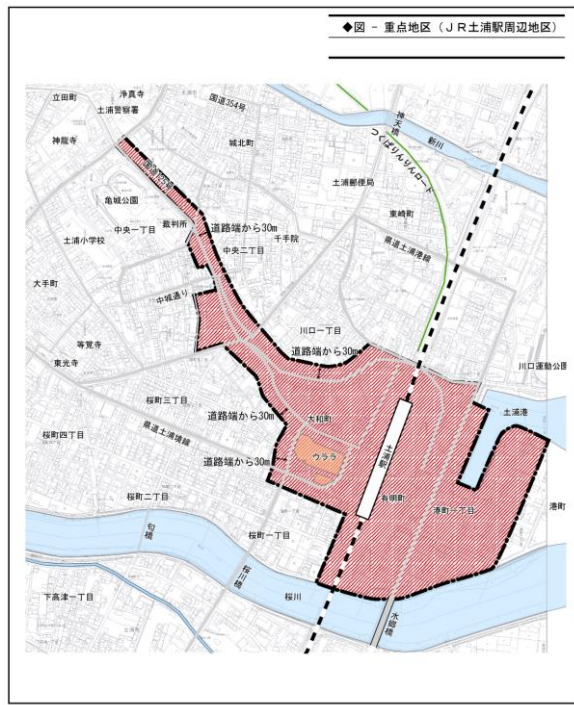 ◆図 - 重点地区（ＪＲ土浦駅周辺地区）
立田町
浄真寺
土浦警察署
国道354号
神天橋
新川
神龍寺
城北町
つくばりんりんロード
土浦郵便局
国道125号
亀城公園
東崎町
裁判所
道路端から30m
千手院
中央一丁目
中央二丁目
土浦小学校
県道土浦港線
大手町
中城通り
川口一丁目
等覚寺
道路端から30m
東光寺
川口運動公園
土浦港
桜町三丁目
道路端から30m
大和町
桜町四丁目
県道土浦境線
土浦駅
ウララ
道路端から30m
桜町二丁目
有明町
港町一丁目
港町
匂橋
桜町一丁目
桜川橋
下高津一丁目
桜川
水郷橋